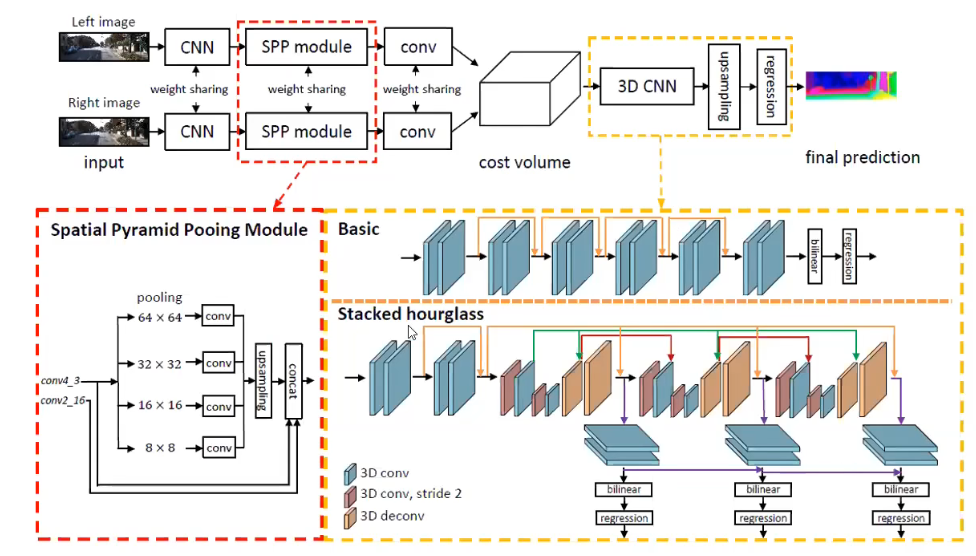 Left image
CNN
SPP module
conv
weight sharing
weight sharing
weight sharing
Right image
CNN
SPP module
conv
input
cost volume
3D CNN
upsampling
regression
final prediction
Spatial Pyramid Pooing Module
pooling
64 × 64
conv
32 × 32
conv
16 × 16
conv
8 × 8
conv
conv4_3
conv2_16
upsampling
concat
Basic
bilinear
regression
Stacked hourglass
3D conv
3D conv, stride 2
3D deconv
bilinear
bilinear
bilinear
regression
regression
regression